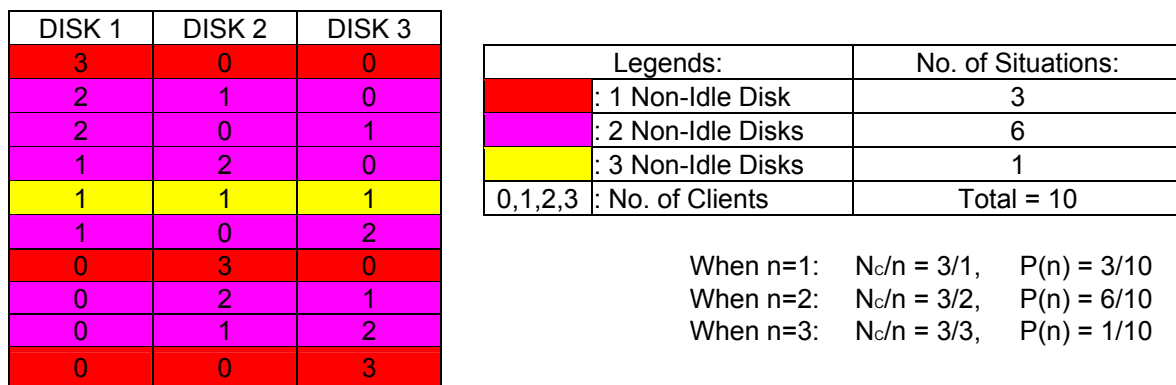 DISK 1 DISK 2 DISK 3
3 0 0
2 1 0
2 0 1
1 2 0
1 1 1
1 0 2
0 3 0
0 2 1
0 1 2
0 0 3
Legends: No. of Situations:
: 1 Non-Idle Disk 3
: 2 Non-Idle Disks 6
: 3 Non-Idle Disks 1
0,1,2,3 : No. of Clients Total = 10
When n=1: Nc/n = 3/1, P(n) = 3/10
When n=2: Nc/n = 3/2, P(n) = 6/10
When n=3: Nc/n = 3/3, P(n) = 1/10